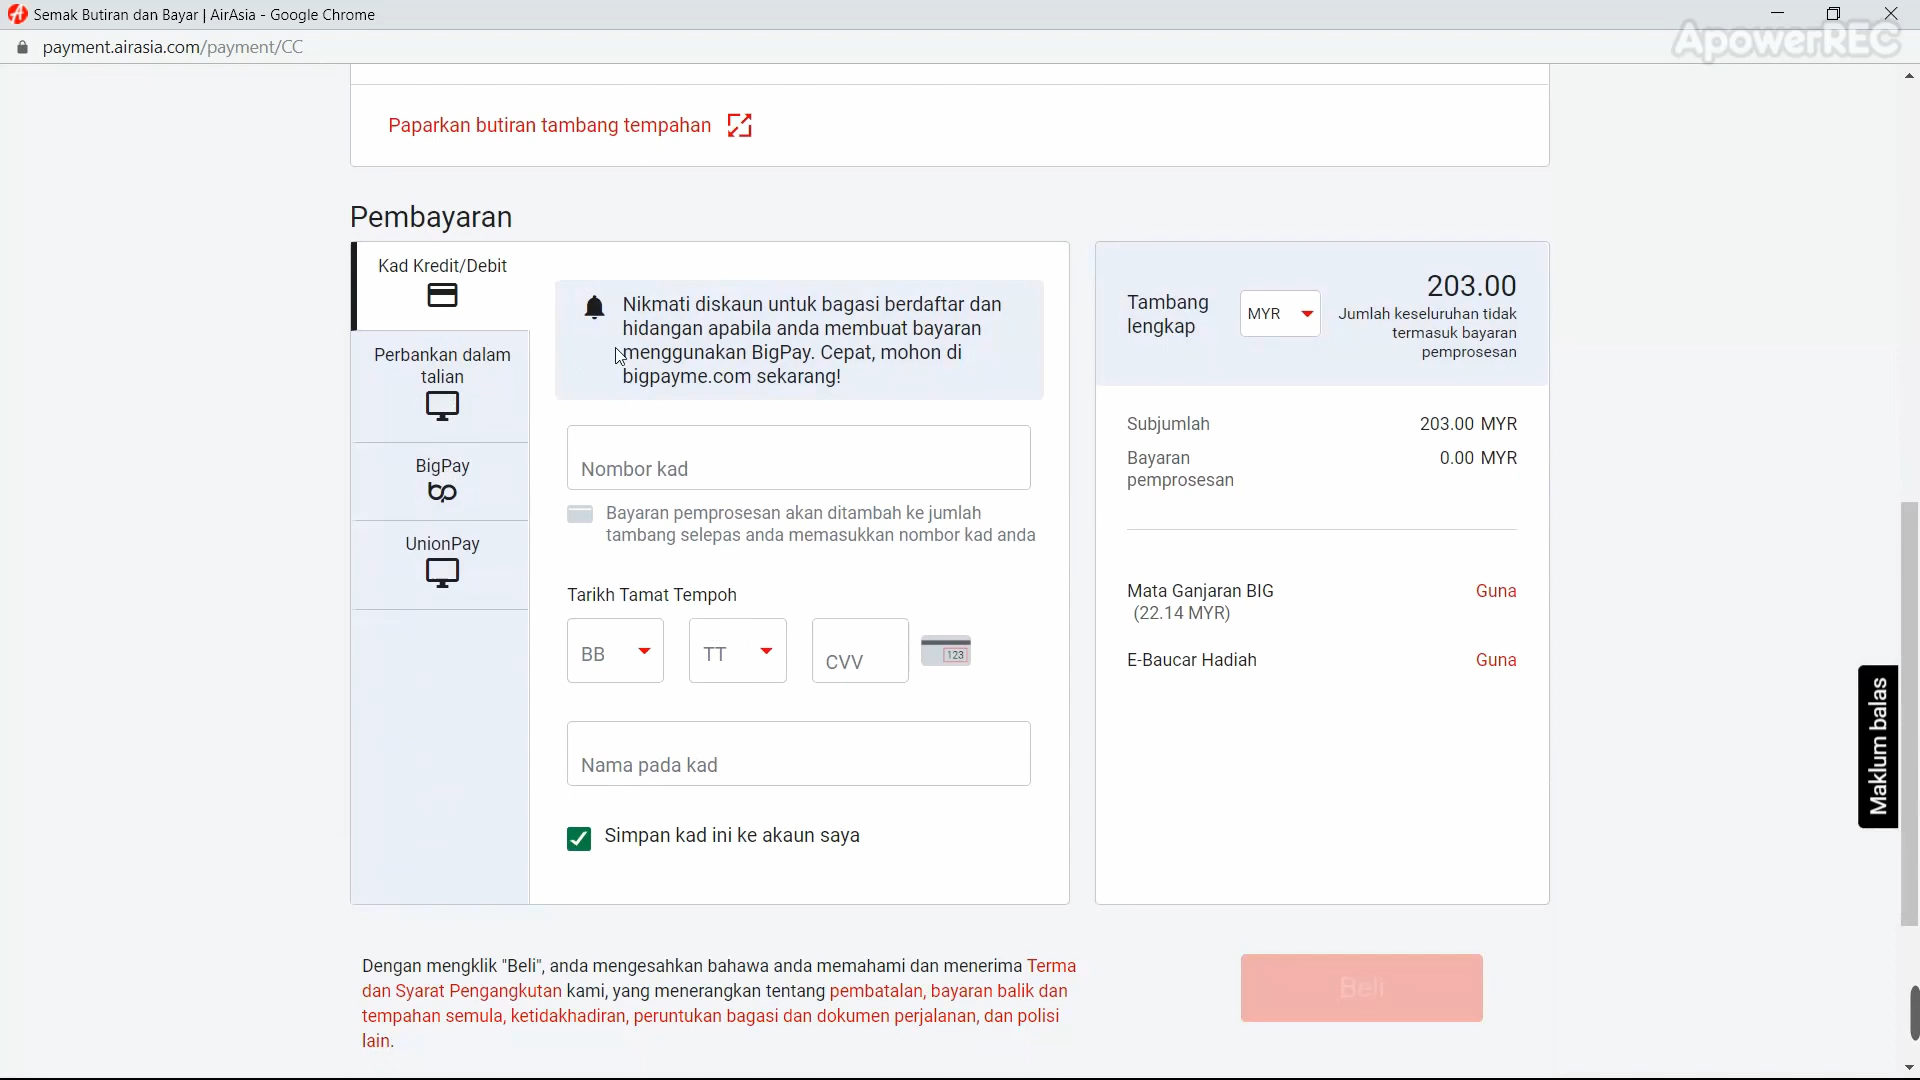 Semak Butiran dan Bayar | AirAsia - Google Chrome
ApowerREC
payment.airasia.com/payment/CC
Paparkan butiran tambang tempahan
Pembayaran
Kad Kredit/Debit
Perbankan dalam
talian
BigPay
UnionPay
Nikmati diskaun untuk bagasi berdaftar dan
hidangan apabila anda membuat bayaran
menggunakan BigPay. Cepat, mohon di
bigpayme.com sekarang!
Nombor kad
Bayaran pemprosesan akan ditambah ke jumlah
tambang selepas anda memasukkan nombor kad anda
Tarikh Tamat Tempoh
BB
TT
CVV
123
Nama pada kad
Simpan kad ini ke akaun saya
Tambang
lengkap
MYR
203.00
Jumlah keseluruhan tidak
termasuk bayaran
pemprosesan
Subjumlah
203.00 MYR
Bayaran
pemprosesan
0.00 MYR
Mata Ganjaran BIG
(22.14 MYR)
Guna
E-Baucar Hadiah
Guna
Maklum balas
Dengan mengklik "Beli", anda mengesahkan bahawa anda memahami dan menerima Terma
dan Syarat Pengangkutan kami, yang menerangkan tentang pembatalan, bayaran balik dan
tempahan semula, ketidakhadiran, peruntukan bagasi dan dokumen perjalanan, dan polisi
lain.
Beli